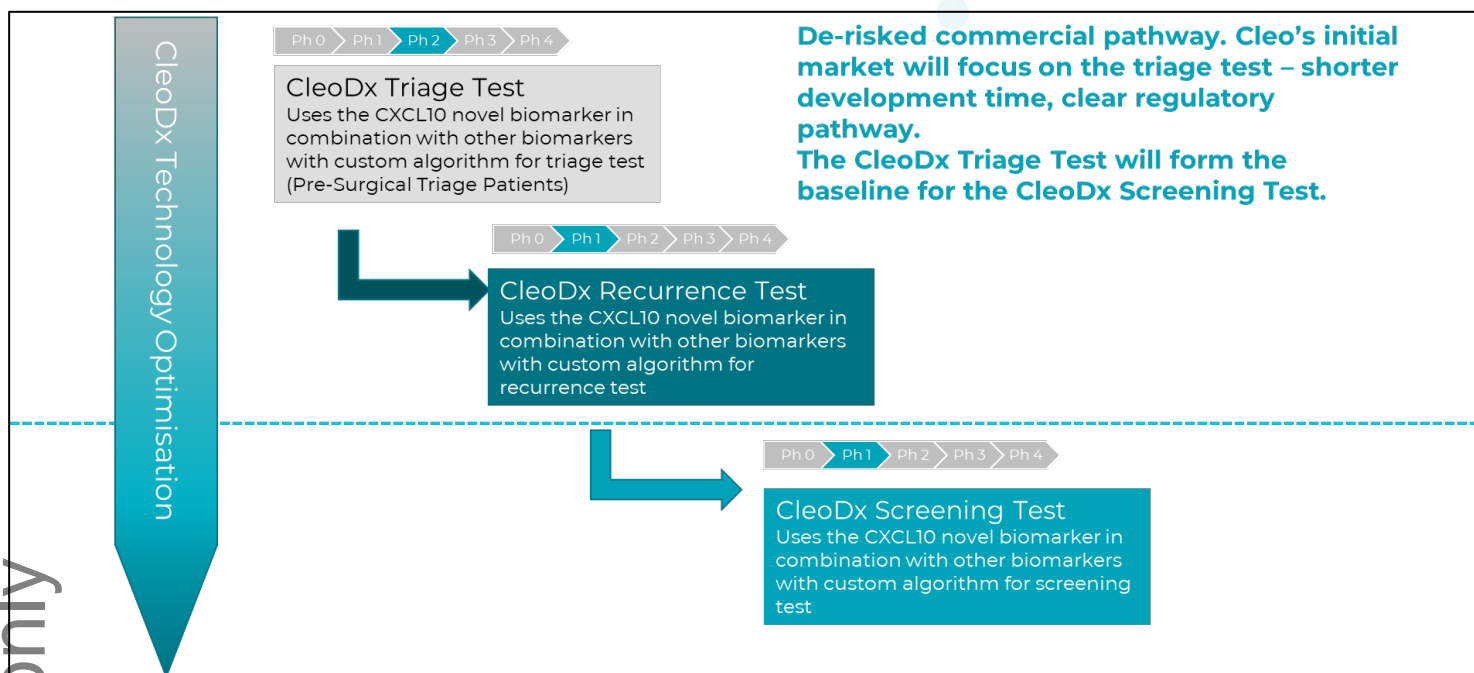 CleoDx Technology Optimisation
Ph 0 Ph 1 Ph 2 Ph 3 Ph 4
CleoDx Triage Test
Uses the CXCL10 novel biomarker in
combination with other biomarkers
with custom algorithm for triage test
(Pre-Surgical Triage Patients)
De-risked commercial pathway. Cleo's initial
market will focus on the triage test – shorter
development time, clear regulatory
pathway.
The CleoDx Triage Test will form the
baseline for the CleoDx Screening Test.
Ph 0 Ph 1 Ph 2 Ph 3 Ph 4
CleoDx Recurrence Test
Uses the CXCL10 novel biomarker in
combination with other biomarkers
with custom algorithm for
recurrence test
Ph 0 Ph 1 Ph 2 Ph 3 Ph 4
CleoDx Screening Test
Uses the CXCL10 novel biomarker in
combination with other biomarkers
with custom algorithm for screening
test
only